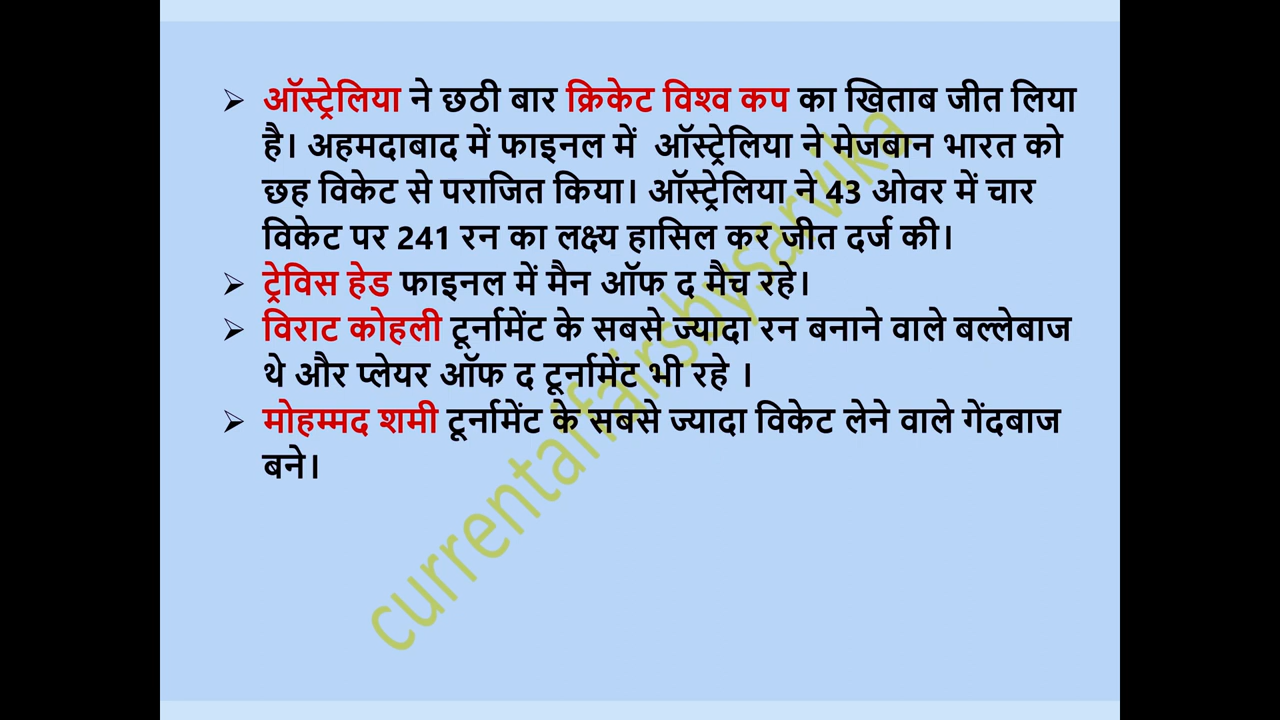 ➢ ऑस्ट्रेलिया ने छठी बार क्रिकेट विश्व कप का खिताब जीत लिया
है। अहमदाबाद में फाइनल में ऑस्ट्रेलिया ने मेजबान भारत को
छह विकेट से पराजित किया। ऑस्ट्रेलिया ने 43 ओवर में चार
विकेट पर 241 रन का लक्ष्य हासिल कर जीत दर्ज की।
➢ ट्रेविस हेड फाइनल में मैन ऑफ द मैच रहे।
➢ विराट कोहली टूर्नामेंट के सबसे ज्यादा रन बनाने वाले बल्लेबाज
थे और प्लेयर ऑफ द टूर्नामेंट भी रहे ।
➢ मोहम्मद शमी टूर्नामेंट के सबसे ज्यादा विकेट लेने वाले गेंदबाज
बने।
currentaffairsbysarvika